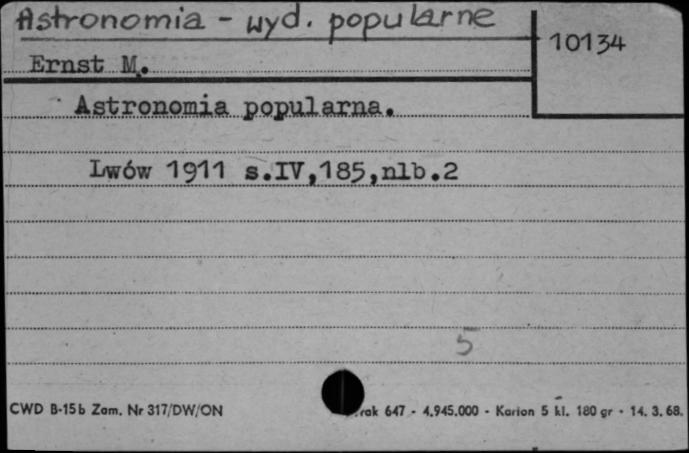 Astronomia - wyd. popularne
10134
Ernst M.
Astronomia popularna.
Lwów 1911 s.IV,185,nlb.2
5
CWD B-15b Zam. Nr 317/DW/ON
647 - 4.945.000 - Karton 5 kl. 180 gr - 14. 3. 68.